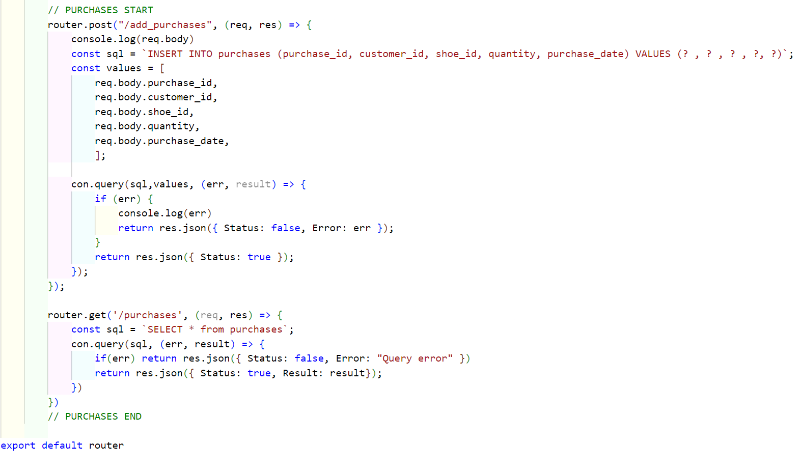 // PURCHASES START
router.post("/add_purchases", (req, res) => {
console.log(req.body)
const sql = `INSERT INTO purchases (purchase_id, customer_id, shoe_id, quantity, purchase_date) VALUES (? , ? , ? , ?, ?)`;
const values = [
req.body.purchase_id,
req.body.customer_id,
req.body.shoe_id,
req.body.quantity,
req.body.purchase_date,
];
con.query(sql,values, (err, result) => {
if (err) {
console.log(err)
return res.json({ Status: false, Error: err });
}
return res.json({ Status: true });
});
});
router.get('/purchases', (req, res) => {
const sql = `SELECT * from purchases`;
con.query(sql, (err, result) => {
if(err) return res.json({ Status: false, Error: "Query error" })
return res.json({ Status: true, Result: result});
})
})
// PURCHASES END
export default router